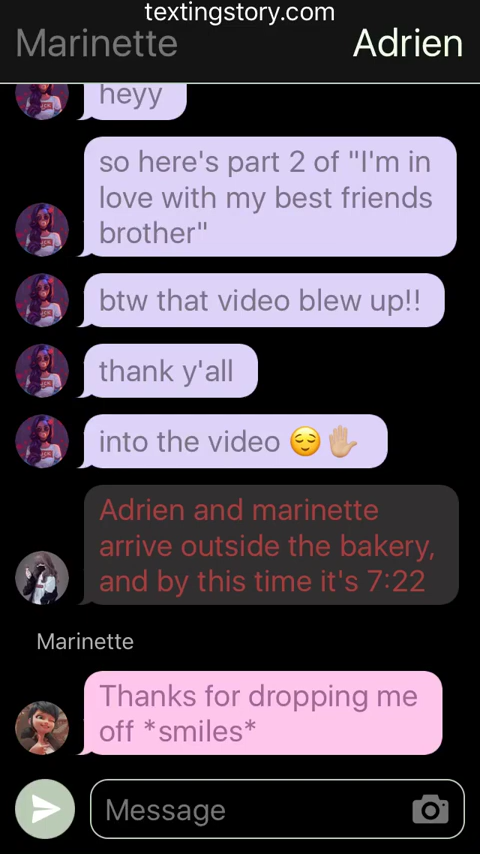 textingstory.com
Marinette
Adrien
heyy
so here's part 2 of "I'm in
love with my best friends
brother"
btw that video blew up!!
thank y'all
into the video 😌✋🏼
Adrien and marinette
arrive outside the bakery,
and by this time it's 7:22
Marinette
Thanks for dropping me
off *smiles*
Message